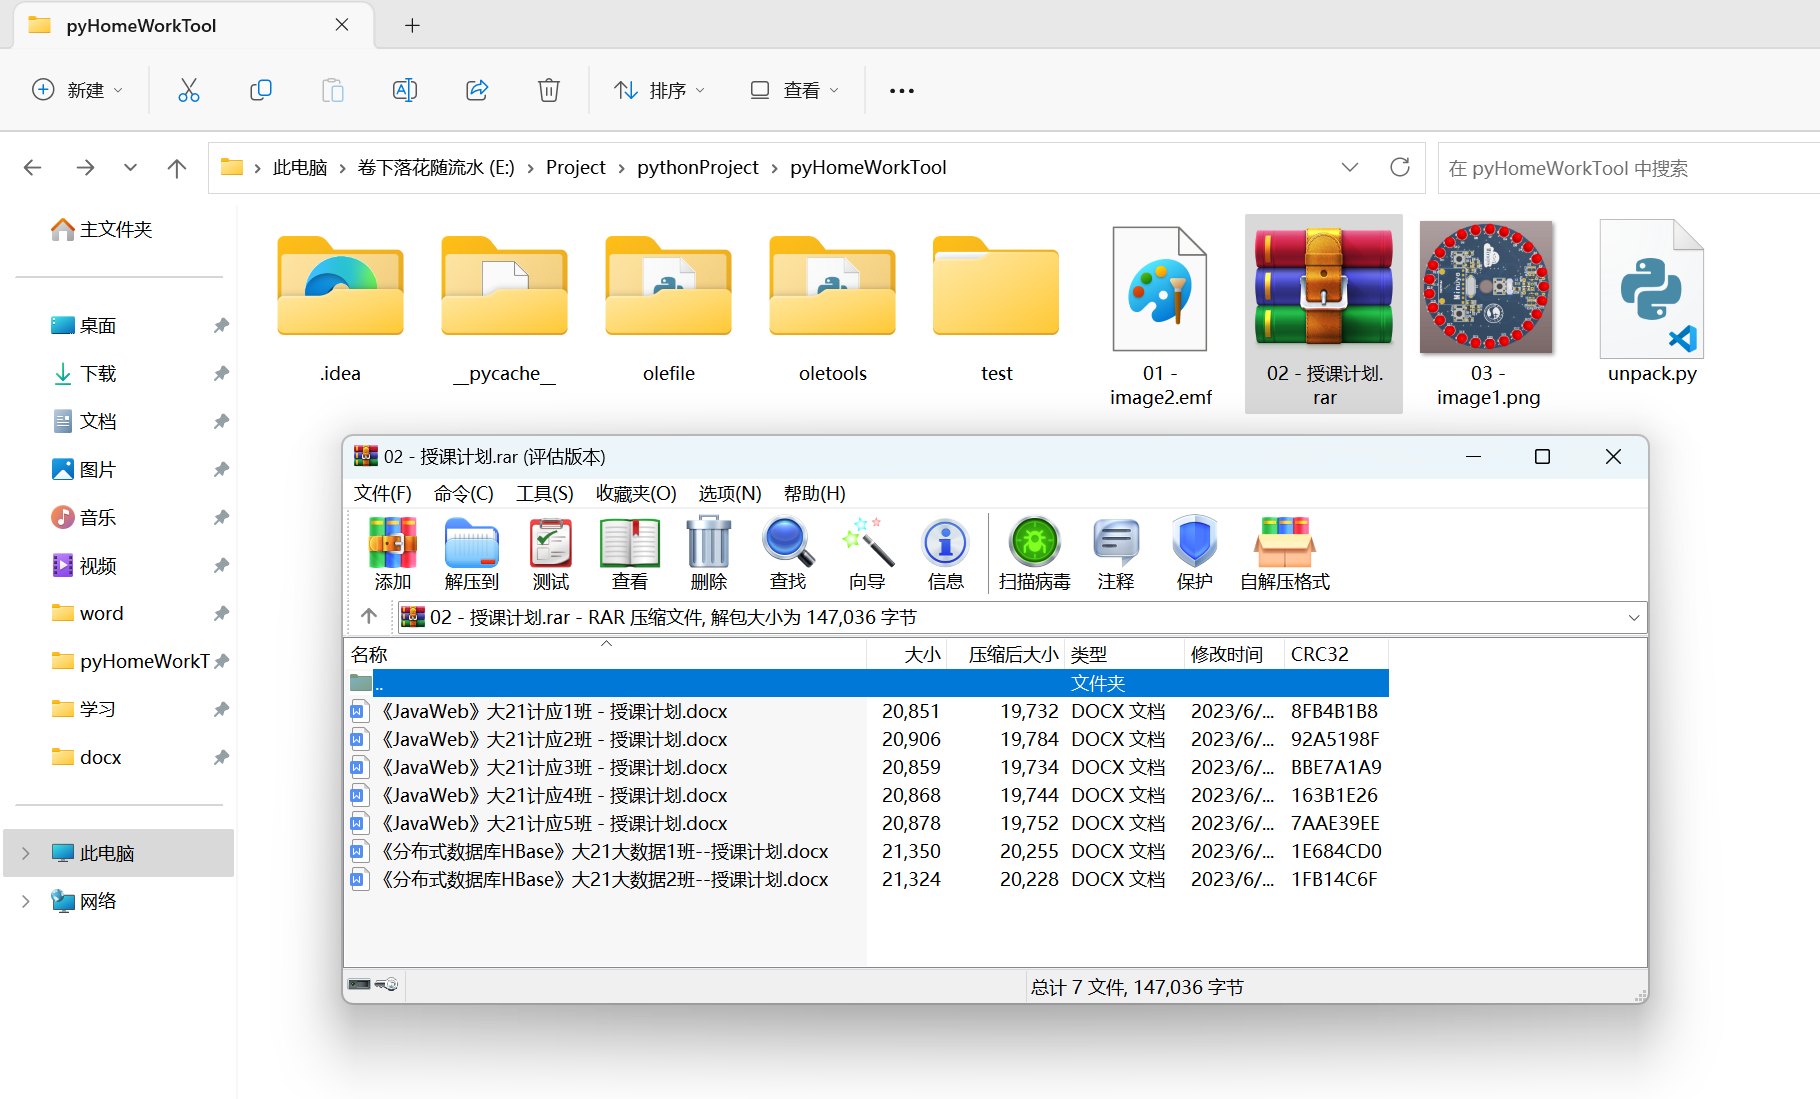 pyHomeWorkTool
新建
排序
查看
此电脑 › 卷下落花随流水 (E:) › Project › pythonProject › pyHomeWorkTool
在 pyHomeWorkTool 中搜索
主文件夹
桌面
下载
文档
图片
音乐
视频
word
pyHomeWorkT
学习
docx
此电脑
网络
.idea
__pycache__
olefile
oletools
test
01 -
image2.emf
02 - 授课计划.
rar
03 -
image1.png
unpack.py
02 - 授课计划.rar (评估版本)
文件(F) 命令(C) 工具(S) 收藏夹(O) 选项(N) 帮助(H)
添加 解压到 测试 查看 删除 查找 向导 信息 扫描病毒 注释 保护 自解压格式
02 - 授课计划.rar - RAR 压缩文件, 解包大小为 147,036 字节
名称 大小 压缩后大小 类型 修改时间 CRC32
.. 文件夹
《JavaWeb》大21计应1班 - 授课计划.docx 20,851 19,732 DOCX 文档 2023/6/... 8FB4B1B8
《JavaWeb》大21计应2班 - 授课计划.docx 20,906 19,784 DOCX 文档 2023/6/... 92A5198F
《JavaWeb》大21计应3班 - 授课计划.docx 20,859 19,734 DOCX 文档 2023/6/... BBE7A1A9
《JavaWeb》大21计应4班 - 授课计划.docx 20,868 19,744 DOCX 文档 2023/6/... 163B1E26
《JavaWeb》大21计应5班 - 授课计划.docx 20,878 19,752 DOCX 文档 2023/6/... 7AAE39EE
《分布式数据库HBase》大21大数据1班--授课计划.docx 21,350 20,255 DOCX 文档 2023/6/... 1E684CD0
《分布式数据库HBase》大21大数据2班--授课计划.docx 21,324 20,228 DOCX 文档 2023/6/... 1FB14C6F
总计 7 文件, 147,036 字节